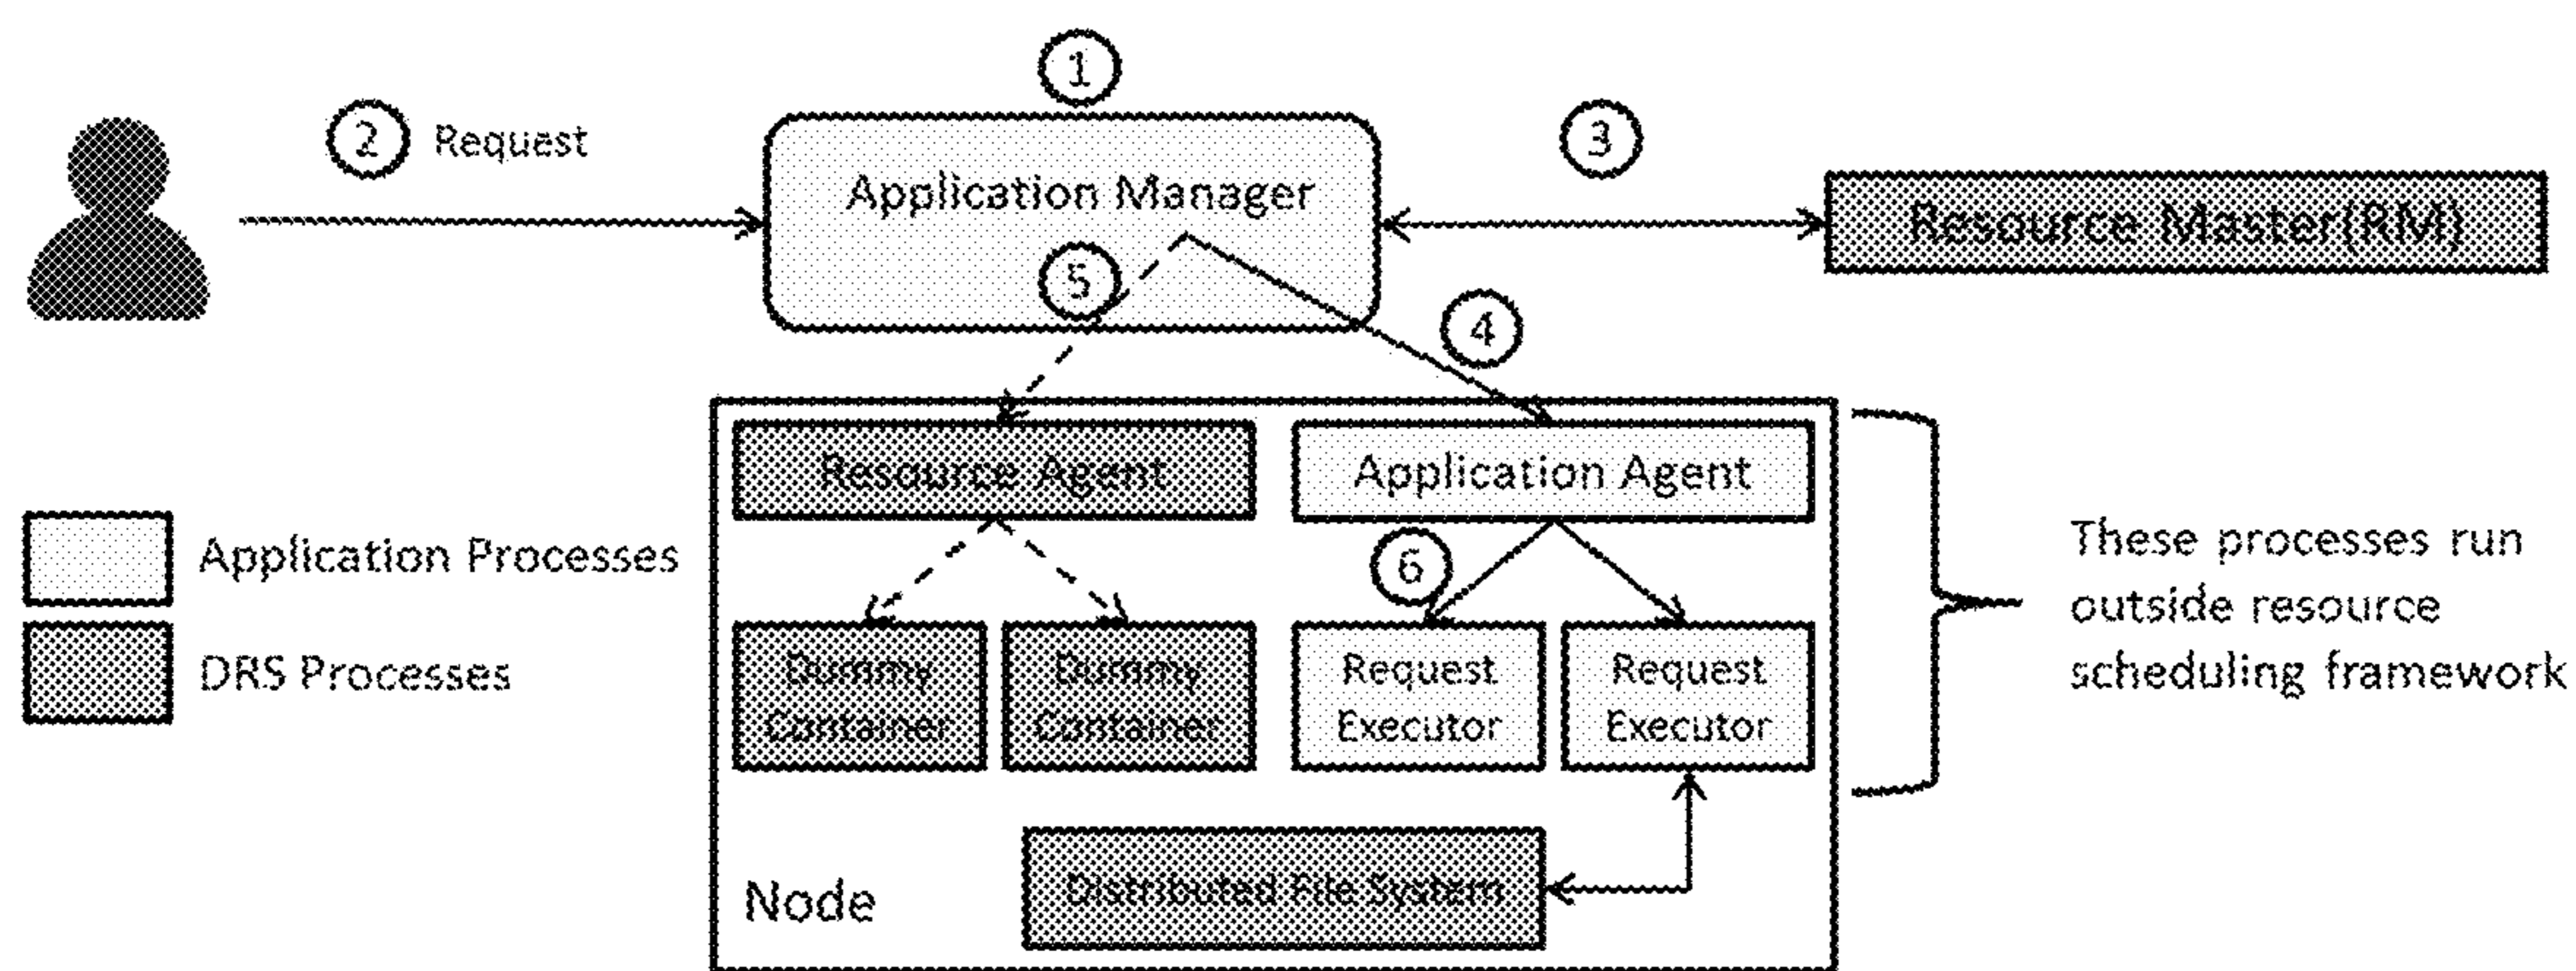 1
2 Request
3
Application Manager
Resource Master(RM)
5
4
Resource Agent
Application Agent
Application Processes
6
These processes run
outside resource
scheduling framework
DRS Processes
Dummy
Container
Dummy
Container
Request
Executor
Request
Executor
Node
Distributed File System